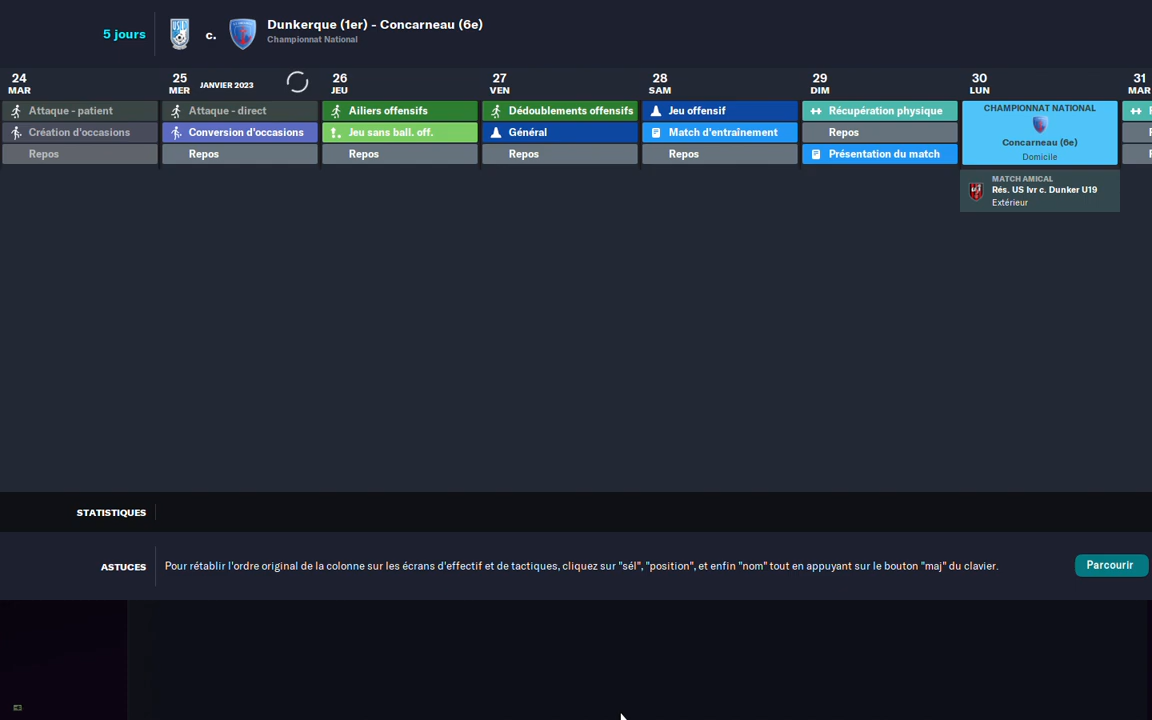 5 jours
c.
Dunkerque (1er) - Concarneau (6e)
Championnat National
24
MAR
25
MER
JANVIER 2023
26
JEU
27
VEN
28
SAM
29
DIM
30
LUN
31
MAR
Attaque - patient
Attaque - direct
Ailiers offensifs
Dédoublements offensifs
Jeu offensif
Récupération physique
CHAMPIONNAT NATIONAL
Création d'occasions
Conversion d'occasions
Jeu sans ball. off.
Général
Match d'entraînement
Repos
Concarneau (6e)
Repos
Repos
Repos
Repos
Repos
Présentation du match
Domicile
MATCH AMICAL
Rés. US Ivr c. Dunker U19
Extérieur
STATISTIQUES
ASTUCES
Pour rétablir l'ordre original de la colonne sur les écrans d'effectif et de tactiques, cliquez sur "sél", "position", et enfin "nom" tout en appuyant sur le bouton "maj" du clavier.
Parcourir